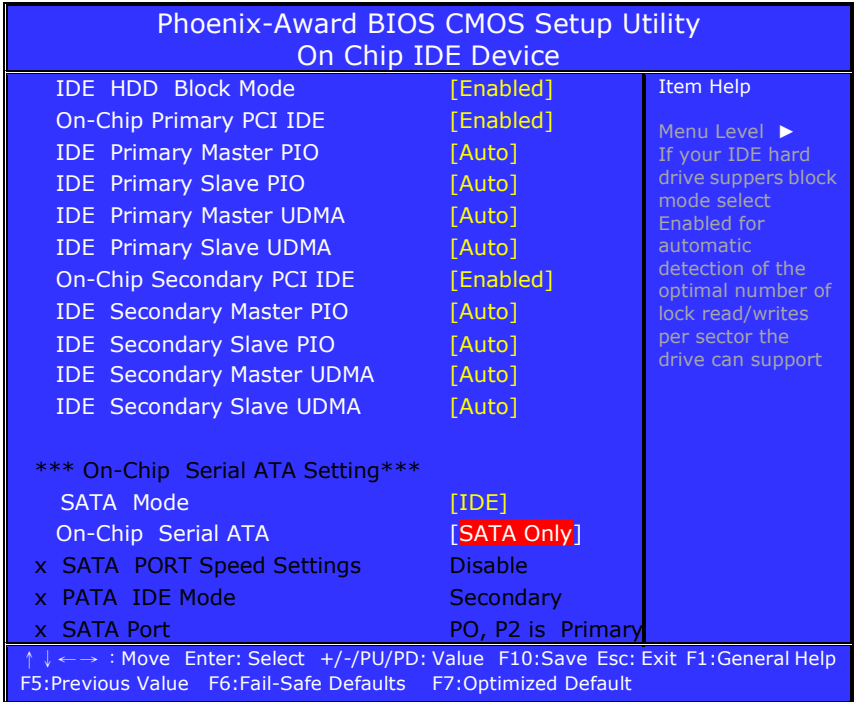 Phoenix-Award BIOS CMOS Setup Utility
On Chip IDE Device
IDE HDD Block Mode [Enabled]
On-Chip Primary PCI IDE [Enabled]
IDE Primary Master PIO [Auto]
IDE Primary Slave PIO [Auto]
IDE Primary Master UDMA [Auto]
IDE Primary Slave UDMA [Auto]
On-Chip Secondary PCI IDE [Enabled]
IDE Secondary Master PIO [Auto]
IDE Secondary Slave PIO [Auto]
IDE Secondary Master UDMA [Auto]
IDE Secondary Slave UDMA [Auto]
*** On-Chip Serial ATA Setting***
SATA Mode [IDE]
On-Chip Serial ATA [SATA Only]
x SATA PORT Speed Settings Disable
x PATA IDE Mode Secondary
x SATA Port PO, P2 is Primary
Item Help
Menu Level ►
If your IDE hard
drive suppers block
mode select
Enabled for
automatic
detection of the
optimal number of
lock read/writes
per sector the
drive can support
↑↓←→ : Move Enter: Select +/-/PU/PD: Value F10:Save Esc: Exit F1:General Help
F5:Previous Value F6:Fail-Safe Defaults F7:Optimized Default